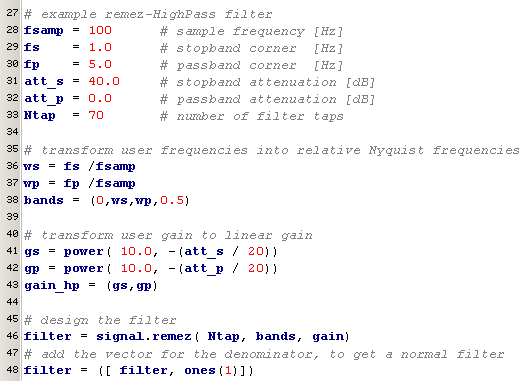 27 # example remez-HighPass filter
28 fsamp = 100 # sample frequency [Hz]
29 fs = 1.0 # stopband corner [Hz]
30 fp = 5.0 # passband corner [Hz]
31 att_s = 40.0 # stopband attenuation [dB]
32 att_p = 0.0 # passband attenuation [dB]
33 Ntap = 70 # number of filter taps
34
35 # transform user frequencies into relative Nyquist frequencies
36 ws = fs /fsamp
37 wp = fp /fsamp
38 bands = (0,ws,wp,0.5)
39
40 # transform user gain to linear gain
41 gs = power( 10.0, -(att_s / 20))
42 gp = power( 10.0, -(att_p / 20))
43 gain_hp = (gs,gp)
44
45 # design the filter
46 filter = signal.remez( Ntap, bands, gain)
47 # add the vector for the denominator, to get a normal filter
48 filter = ([ filter, ones(1)])